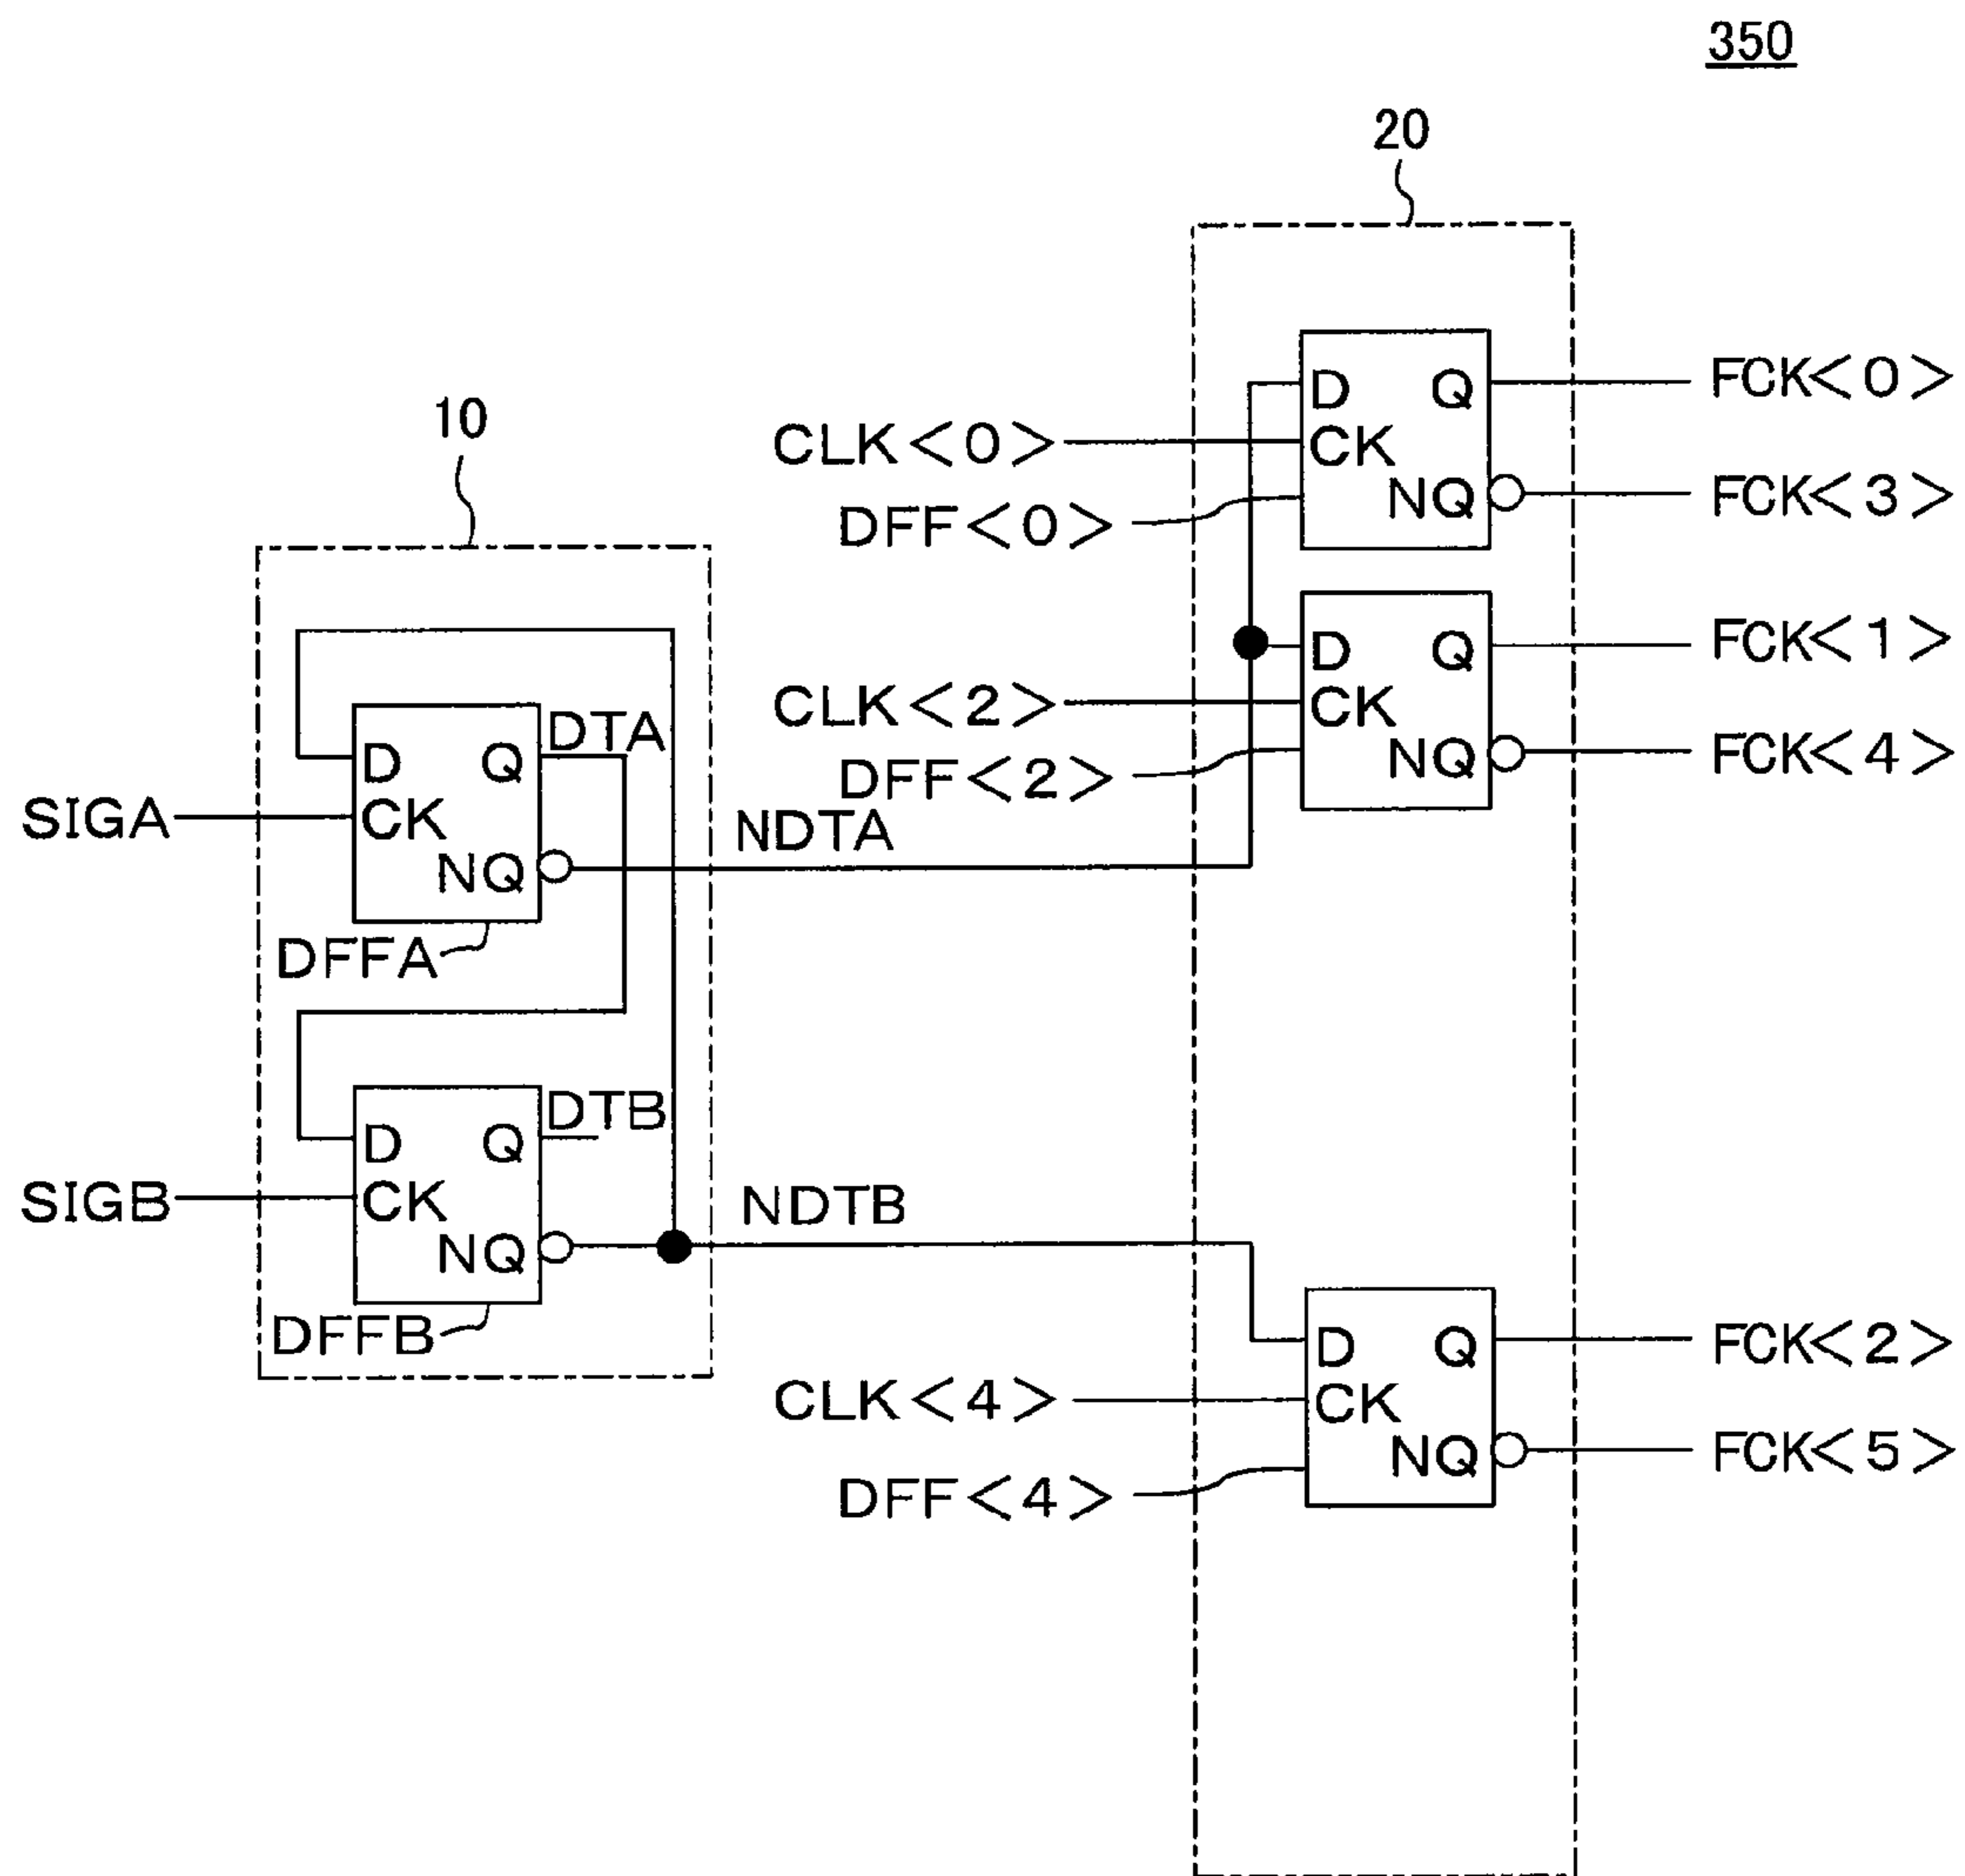 350
20
10
D Q
CK
NQ
CLK<0>
DFF<0>
FCK<0>
FCK<3>
D Q
CK
NQ
CLK<2>
DFF<2>
FCK<1>
FCK<4>
D Q
CK
NQ
DTA
SIGA
NDTA
DFFA
D Q
CK
NQ
DTB
SIGB
NDTB
DFFB
D Q
CK
NQ
CLK<4>
DFF<4>
FCK<2>
FCK<5>